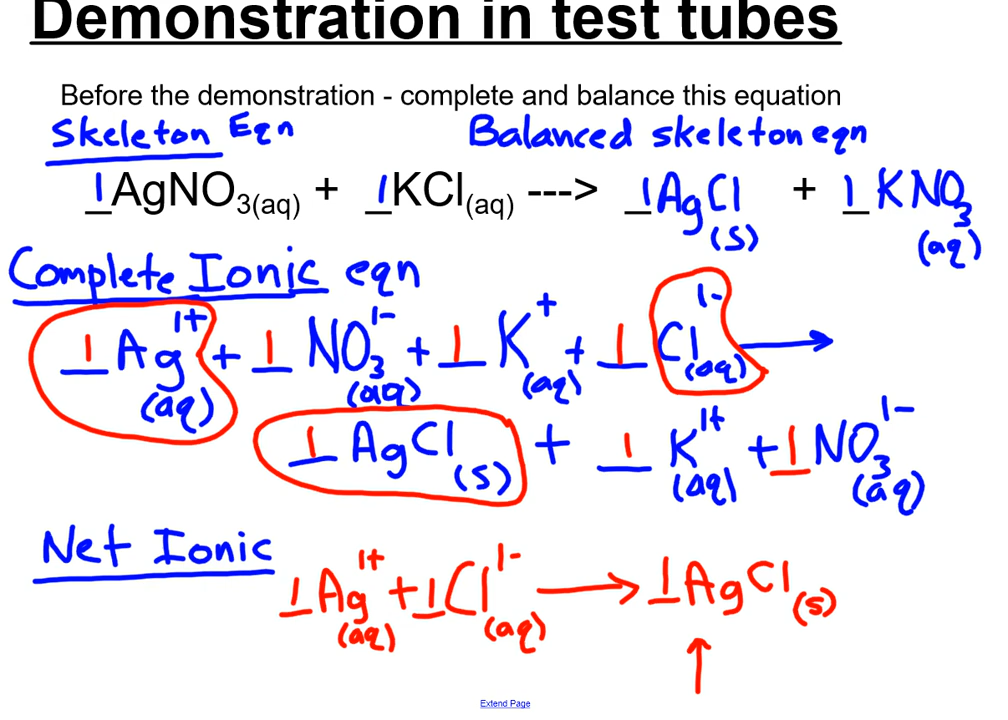 Demonstration in test tubes
Before the demonstration - complete and balance this equation
Skeleton Eqn Balanced skeleton eqn
1AgNO3(aq) + 1KCl(aq) ---> 1AgCl(s) + 1KNO3(aq)
Complete Ionic eqn
1Ag1+(aq) + 1NO31-(aq) + 1K+(aq) + 1Cl1-(aq) →
1AgCl(s) + 1K1+(aq) + 1NO31-(aq)
Net Ionic
1Ag1+(aq) + 1Cl1-(aq) → 1AgCl(s)
Extend Page